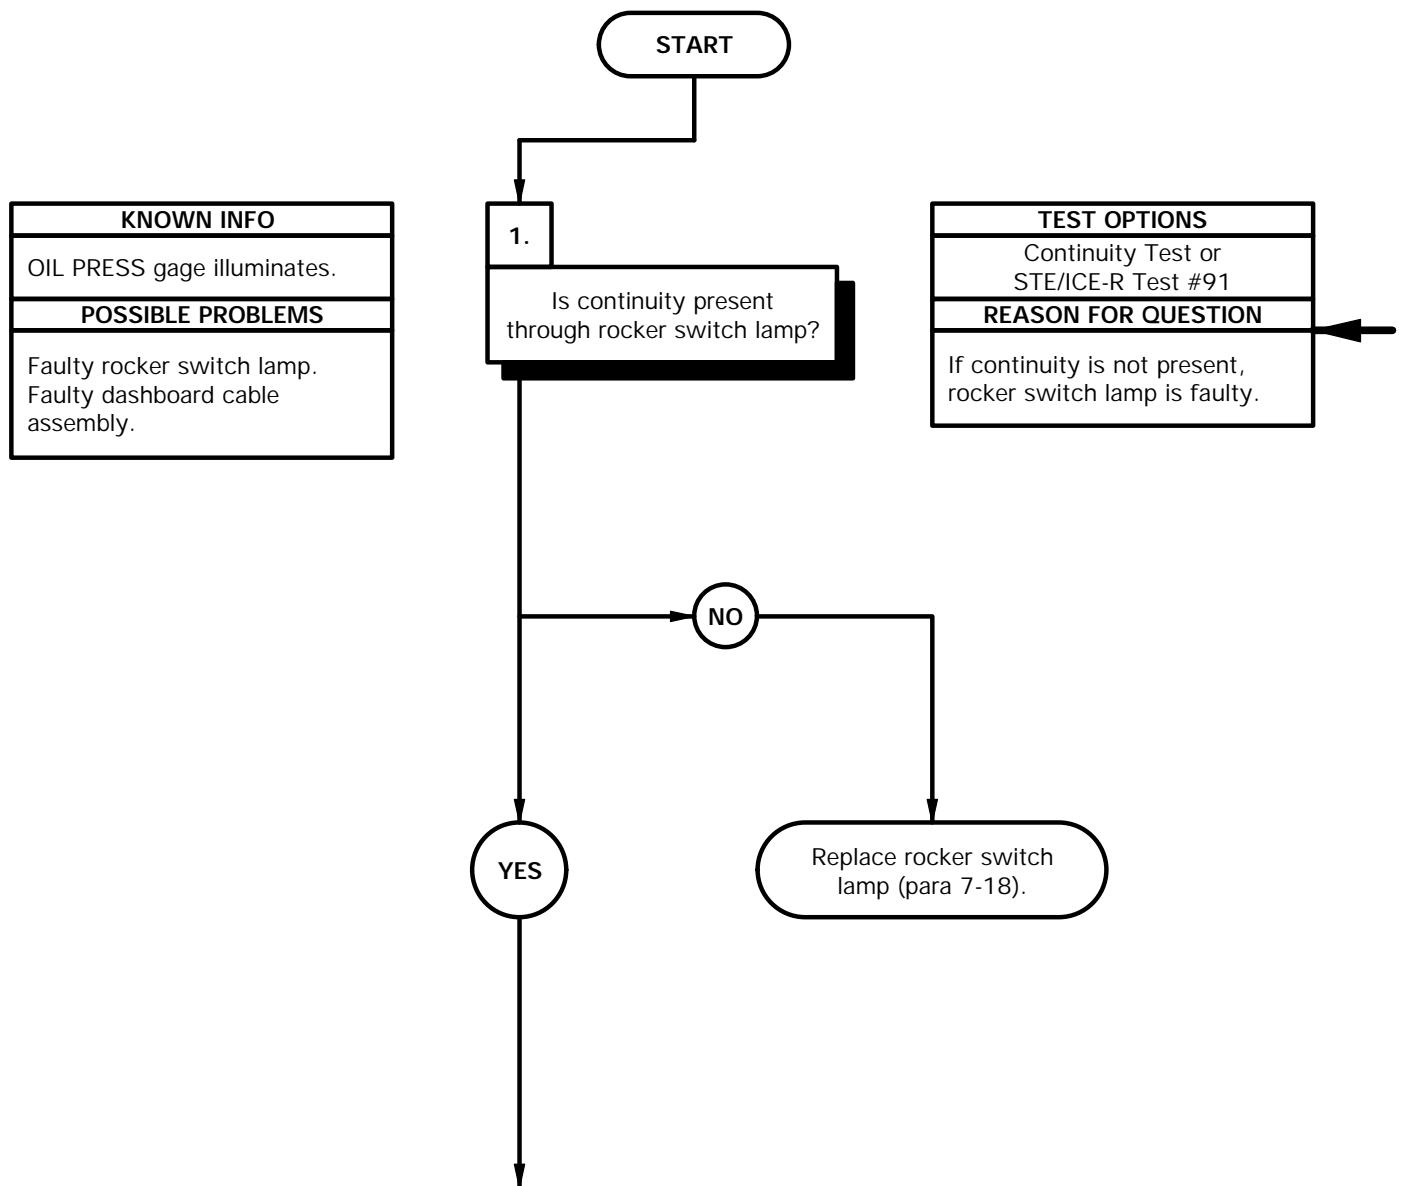 START
KNOWN INFO
OIL PRESS gage illuminates.
POSSIBLE PROBLEMS
Faulty rocker switch lamp.
Faulty dashboard cable
assembly.
1.
Is continuity present
through rocker switch lamp?
TEST OPTIONS
Continuity Test or
STE/ICE-R Test #91
REASON FOR QUESTION
If continuity is not present,
rocker switch lamp is faulty.
NO
YES
Replace rocker switch
lamp (para 7-18).